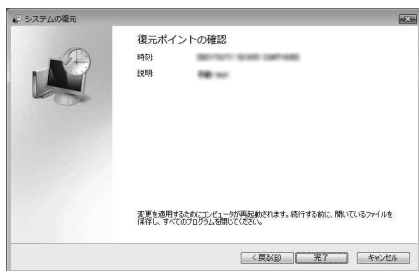 システムの復元
復元ポイントの確認
時刻:
説明:
変更を適用するためにコンピュータが再起動されます。続行する前に、開いているファイルを
保存し、すべてのプログラムを閉じてください。
< 戻る(B)
完了
キャンセル